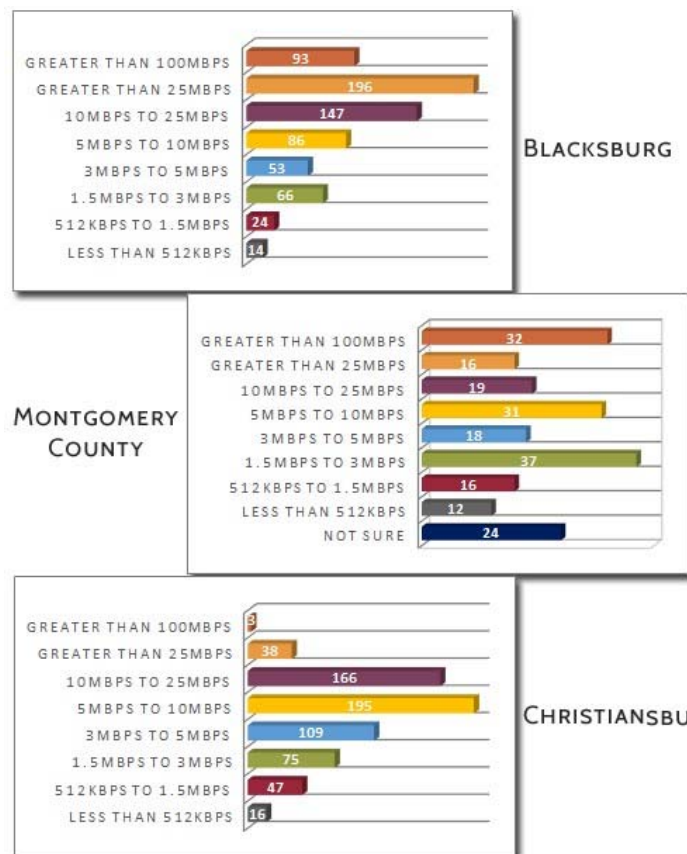 GREATER THAN 100MBPS 93
GREATER THAN 25MBPS 196
10MBPS TO 25MBPS 147
5MBPS TO 10MBPS 86
3MBPS TO 5MBPS 53
1.5MBPS TO 3MBPS 66
512KBPS TO 1.5MBPS 24
LESS THAN 512KBPS 14
BLACKSBURG
MONTGOMERY
COUNTY
GREATER THAN 100MBPS 32
GREATER THAN 25MBPS 16
10MBPS TO 25MBPS 19
5MBPS TO 10MBPS 31
3MBPS TO 5MBPS 18
1.5MBPS TO 3MBPS 37
512KBPS TO 1.5MBPS 16
LESS THAN 512KBPS 12
NOT SURE 24
GREATER THAN 100MBPS 3
GREATER THAN 25MBPS 38
10MBPS TO 25MBPS 166
5MBPS TO 10MBPS 195
3MBPS TO 5MBPS 109
1.5MBPS TO 3MBPS 75
512KBPS TO 1.5MBPS 47
LESS THAN 512KBPS 16
CHRISTIANSBU